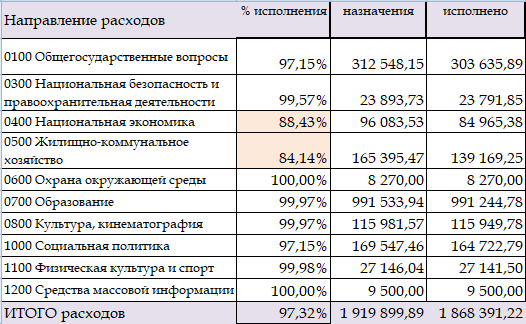 Направление расходов % исполнения назначения исполнено
0100 Общегосударственные вопросы 97,15% 312 548,15 303 635,89
0300 Национальная безопасность и
правоохранительная деятельности 99,57% 23 893,73 23 791,85
0400 Национальная экономика 88,43% 96 083,53 84 965,38
0500 Жилищно-коммунальное
хозяйство 84,14% 165 395,47 139 169,25
0600 Охрана окружающей среды 100,00% 8 270,00 8 270,00
0700 Образование 99,97% 991 533,94 991 244,78
0800 Культура, кинематография 99,97% 115 981,57 115 949,78
1000 Социальная политика 97,15% 169 547,46 164 722,79
1100 Физическая культура и спорт 99,98% 27 146,04 27 141,50
1200 Средства массовой информации 100,00% 9 500,00 9 500,00
ИТОГО расходов 97,32% 1 919 899,89 1 868 391,22